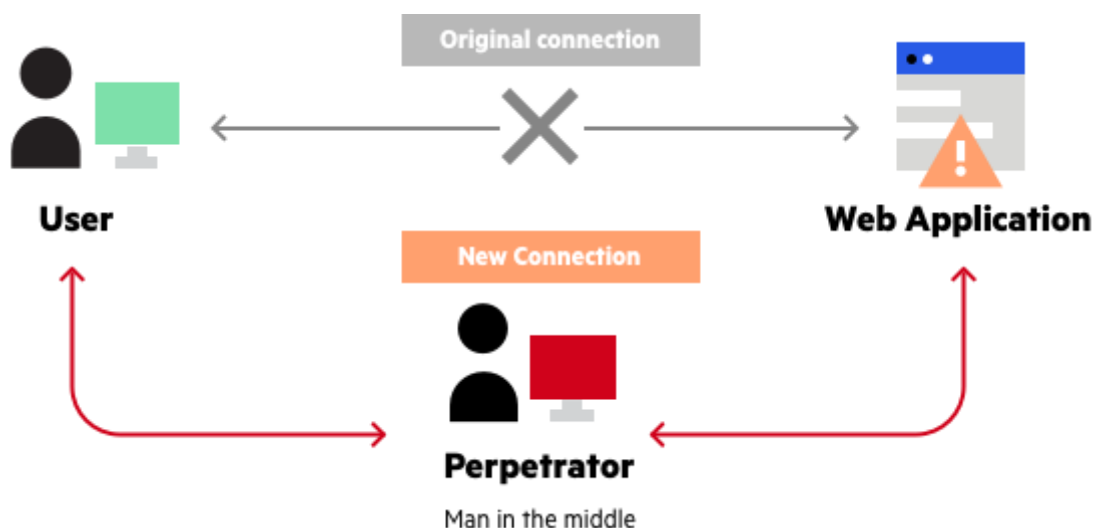 Original connection
User
Web Application
New Connection
Perpetrator
Man in the middle